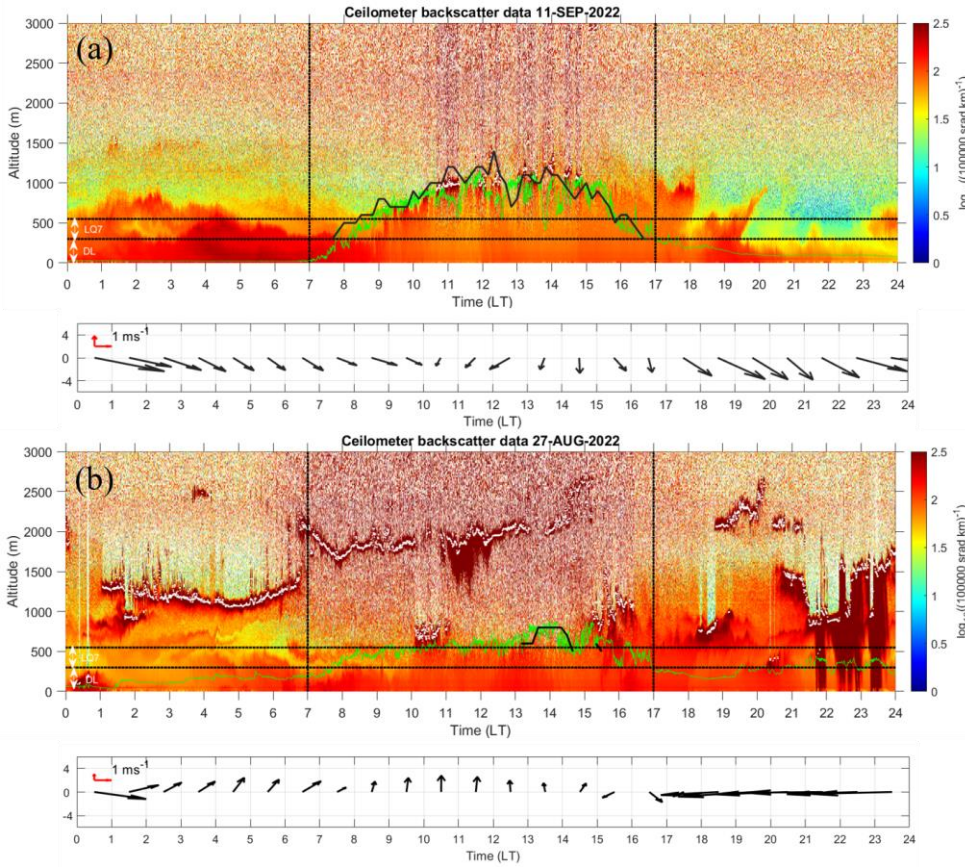 Ceilometer backscatter data 11-SEP-2022
(a)
3000
2500
2000
1500
1000
500
0
Altitude (m)
LQ7
DL
0 1 2 3 4 5 6 7 8 9 10 11 12 13 14 15 16 17 18 19 20 21 22 23 24
Time (LT)
2.5
2
1.5
1
0.5
0
1 ms⁻¹
4
0
-4
0 1 2 3 4 5 6 7 8 9 10 11 12 13 14 15 16 17 18 19 20 21 22 23 24
Time (LT)
Ceilometer backscatter data 27-AUG-2022
(b)
3000
2500
2000
1500
1000
500
0
Altitude (m)
LQ7
DL
0 1 2 3 4 5 6 7 8 9 10 11 12 13 14 15 16 17 18 19 20 21 22 23 24
Time (LT)
2.5
2
1.5
1
0.5
0
1 ms⁻¹
4
0
-4
0 1 2 3 4 5 6 7 8 9 10 11 12 13 14 15 16 17 18 19 20 21 22 23 24
Time (LT)